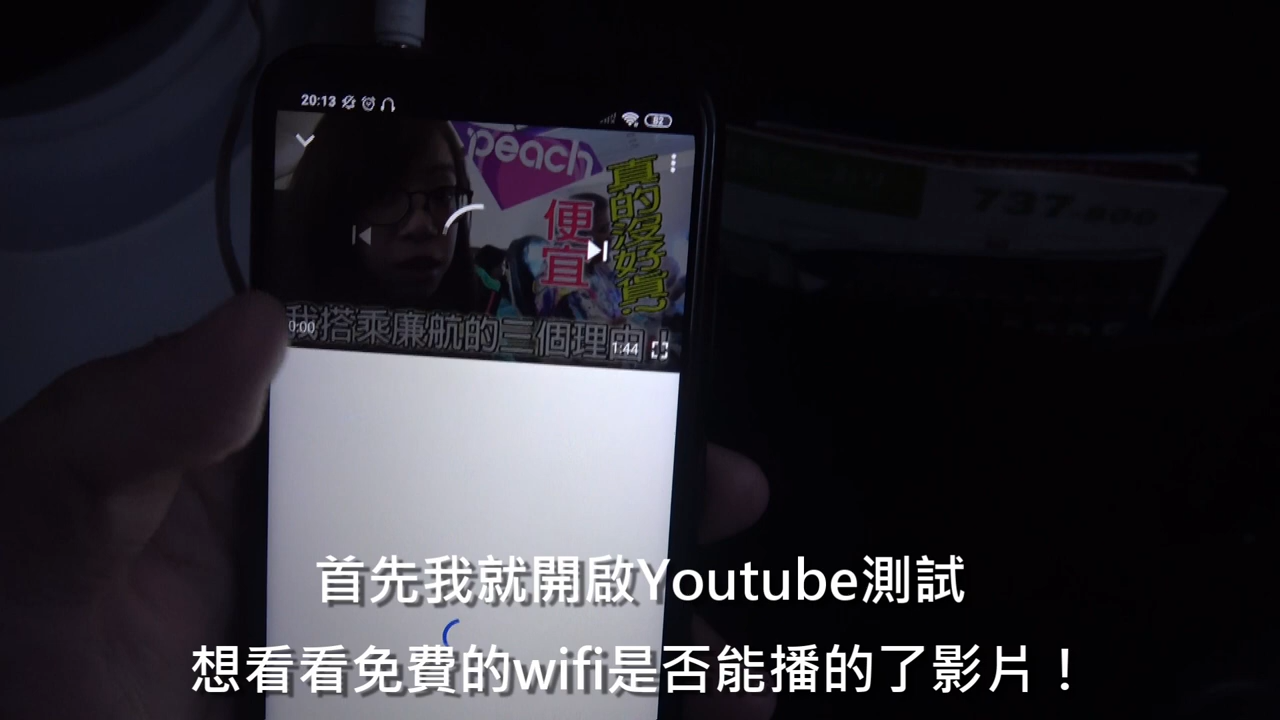 20:13
82
peach
真的沒好貨?
便宜
0:00
我搭乘廉航的三個理由！
1:44
737-800
首先我就開啟Youtube測試
想看看免費的wifi是否能播的了影片！